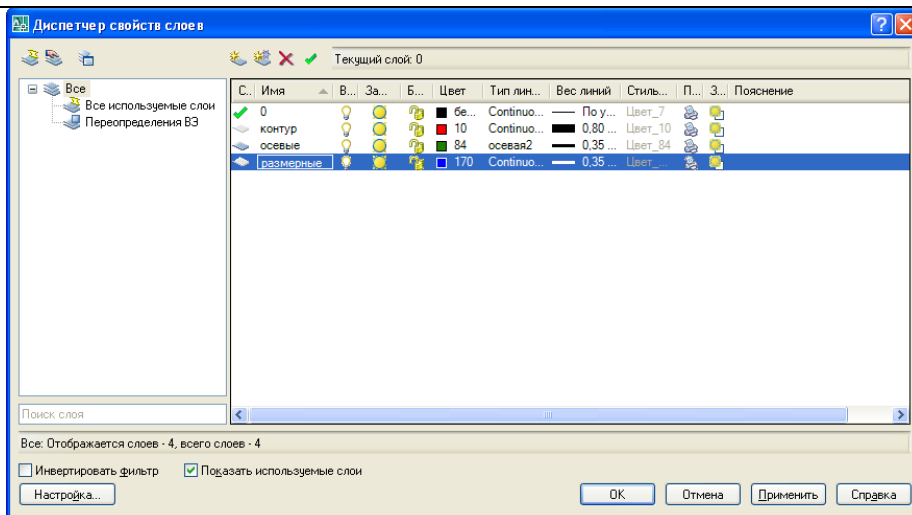 Диспетчер свойств слоев
Текущий слой: 0
Все
Все используемые слои
Переопределения ВЭ
С.. Имя В... За... Б... Цвет Тип лин... Вес линий Стиль... П... З... Пояснение
0 бе... Continuo... По у... Цвет_7
контур 10 Continuo... 0,80 ... Цвет_10
осевые 84 осевая2 0,35 ... Цвет_84
размерные 170 Continuo... 0,35 ... Цвет_...
Поиск слоя
Все: Отображается слоев - 4, всего слоев - 4
Инвертировать фильтр Показать используемые слои
Настройка... OK Отмена Применить Справка